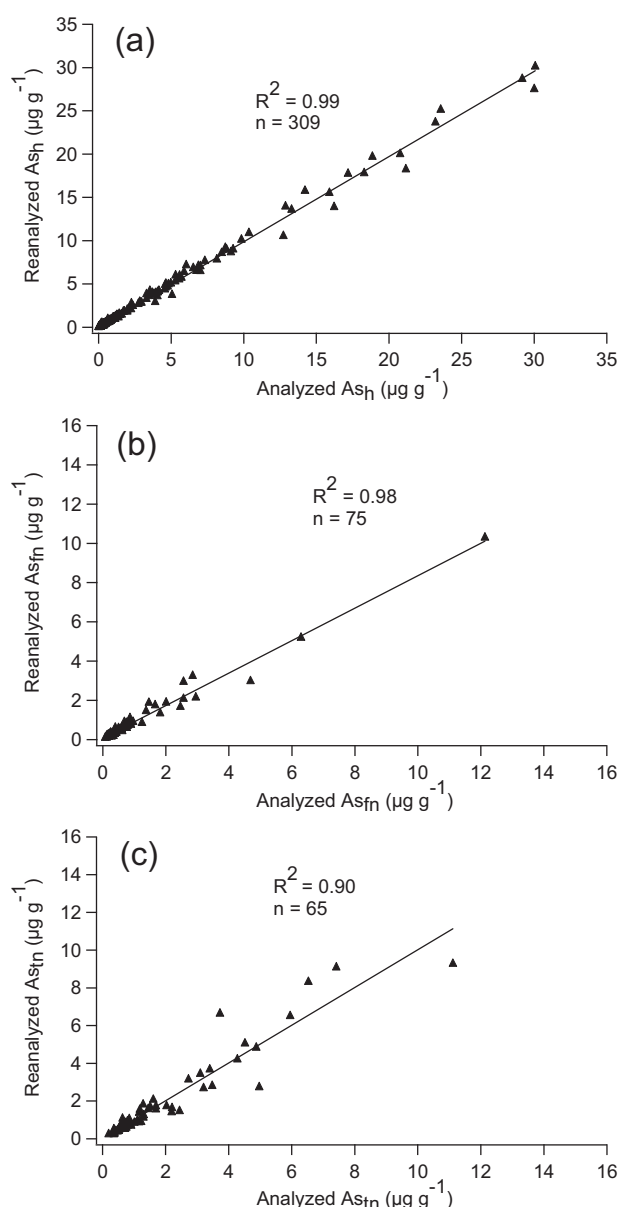 (a)
R² = 0.99
n = 309
Reanalyzed Ash (µg g⁻¹)
35
30
25
20
15
10
5
0
0 5 10 15 20 25 30 35
Analyzed Ash (µg g⁻¹)
(b)
R² = 0.98
n = 75
Reanalyzed Asfn (µg g⁻¹)
16
14
12
10
8
6
4
2
0
0 2 4 6 8 10 12 14 16
Analyzed Asfn (µg g⁻¹)
(c)
R² = 0.90
n = 65
Reanalyzed Astn (µg g⁻¹)
16
14
12
10
8
6
4
2
0
0 2 4 6 8 10 12 14 16
Analyzed Astn (µg g⁻¹)